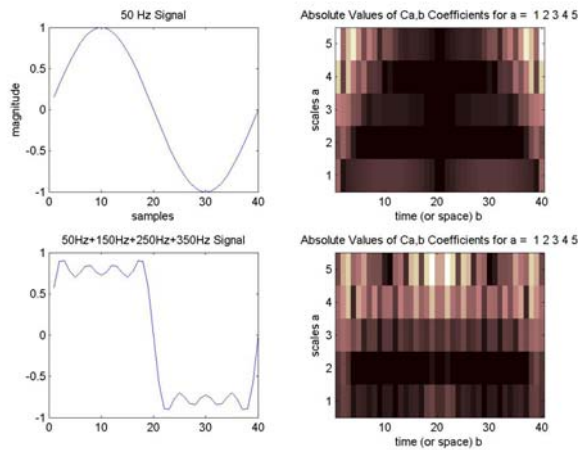 50 Hz Signal
1
0.5
0
-0.5
-1
magnitude
0 10 20 30 40
samples
Absolute Values of Ca,b Coefficients for a = 1 2 3 4 5
5
4
3
2
1
scales a
0 10 20 30 40
time (or space) b
50Hz+150Hz+250Hz+350Hz Signal
1
0.5
0
-0.5
-1
0 10 20 30 40
Absolute Values of Ca,b Coefficients for a = 1 2 3 4 5
5
4
3
2
1
scales a
0 10 20 30 40
time (or space) b